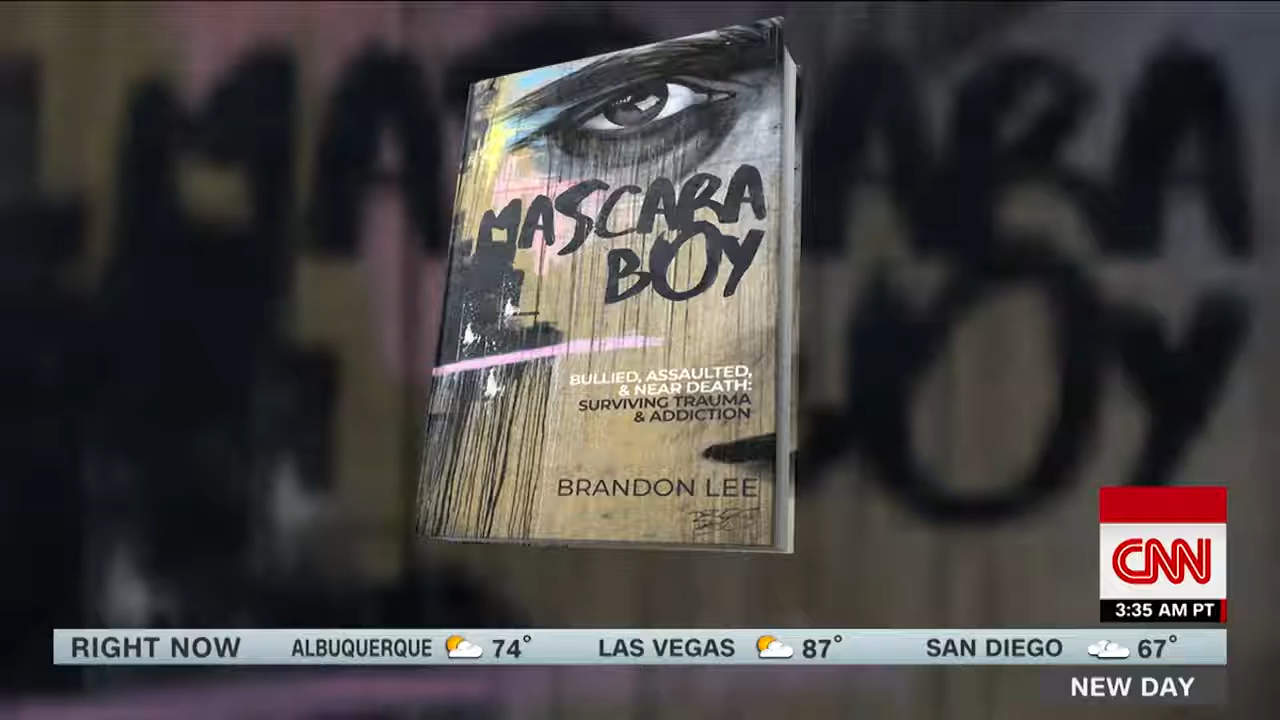 MASCARA
BOY
BULLIED, ASSAULTED,
& NEAR DEATH:
SURVIVING TRAUMA
& ADDICTION
BRANDON LEE
CNN
3:35 AM PT
RIGHT NOW ALBUQUERQUE 74° LAS VEGAS 87° SAN DIEGO 67°
NEW DAY